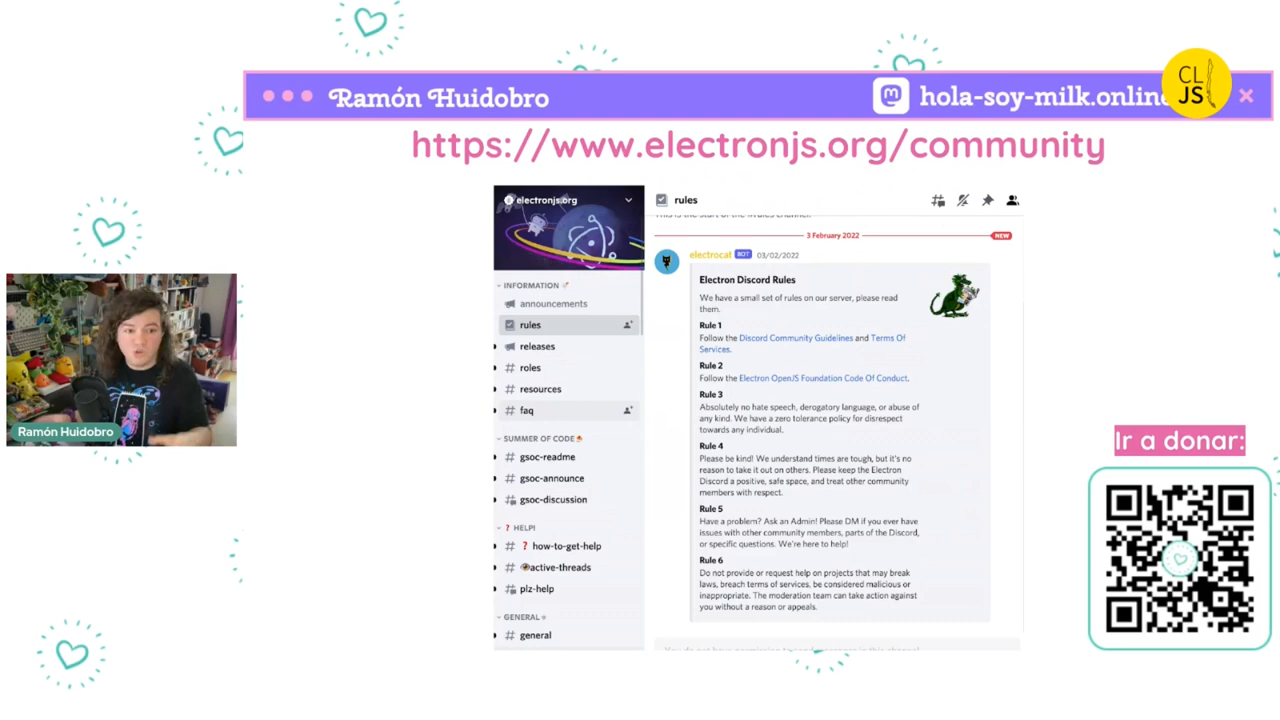 Ramón Huidobro
hola-soy-milk.online
CL
JS
https://www.electronjs.org/community
electronjs.org
INFORMATION
announcements
rules
releases
roles
resources
faq
SUMMER OF CODE
gsoc-readme
gsoc-announce
gsoc-discussion
HELP!
how-to-get-help
active-threads
plz-help
GENERAL
general
rules
3 February 2022
NEW
electrocat BOT 03/02/2022
Electron Discord Rules
We have a small set of rules on our server, please read
them.
Rule 1
Follow the Discord Community Guidelines and Terms Of
Services.
Rule 2
Follow the Electron OpenJS Foundation Code Of Conduct.
Rule 3
Absolutely no hate speech, derogatory language, or abuse of
any kind. We have a zero tolerance policy for disrespect
towards any individual.
Rule 4
Please be kind! We understand times are tough, but it's no
reason to take it out on others. Please keep the Electron
Discord a positive, safe space, and treat other community
members with respect.
Rule 5
Have a problem? Ask an Admin! Please DM if you ever have
issues with other community members, parts of the Discord,
or specific questions. We're here to help!
Rule 6
Do not provide or request help on projects that may break
laws, breach terms of services, be considered malicious or
inappropriate. The moderation team can take action against
you without a reason or appeals.
Ramón Huidobro
Ir a donar: